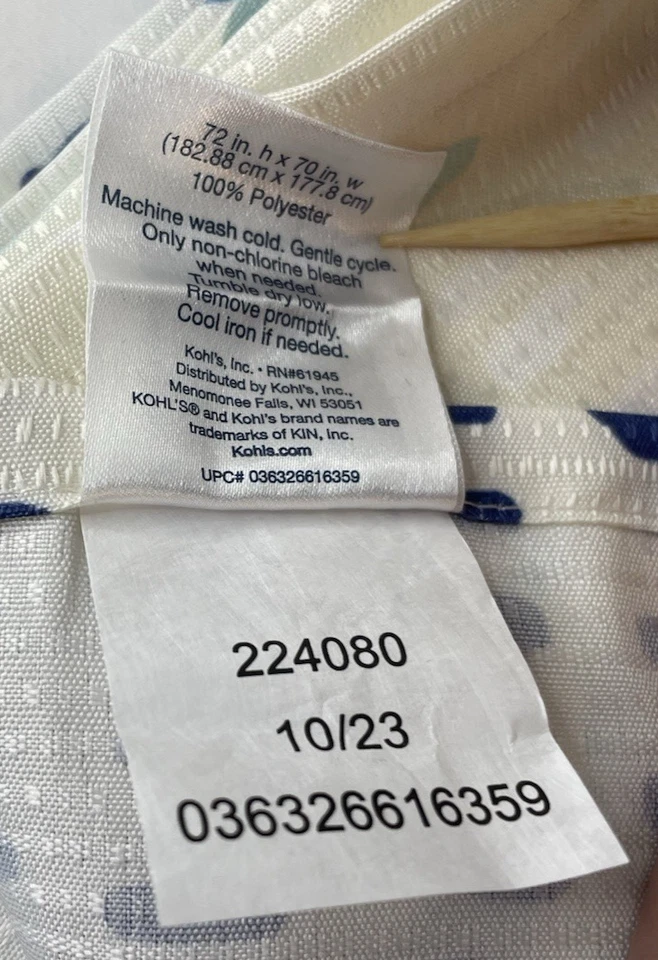 72 in. h x 70 in. w
(182.88 cm x 177.8 cm)
100% Polyester
Machine wash cold. Gentle cycle.
Only non-chlorine bleach
when needed.
Tumble dry low.
Remove promptly.
Cool iron if needed.
Kohl's, Inc. • RN#61945
Distributed by Kohl's, Inc.,
Menomonee Falls, WI 53051
KOHL'S® and Kohl's brand names are
trademarks of KIN, Inc.
Kohls.com
UPC# 036326616359
224080
10/23
036326616359